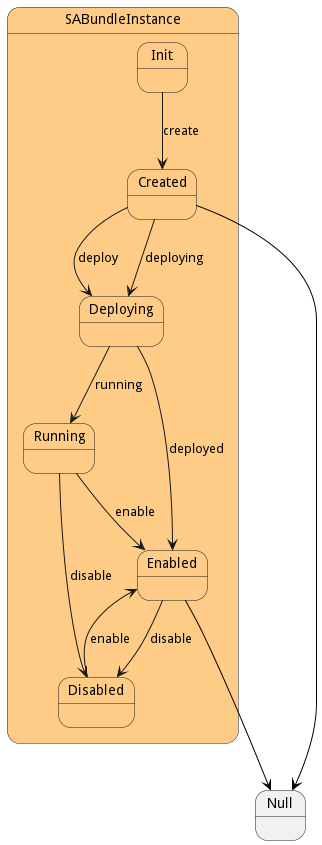 SABundleInstance
Init
create
Created
deploy
deploying
Deploying
running
Running
deployed
enable
Enabled
disable
enable
disable
Disabled
Null